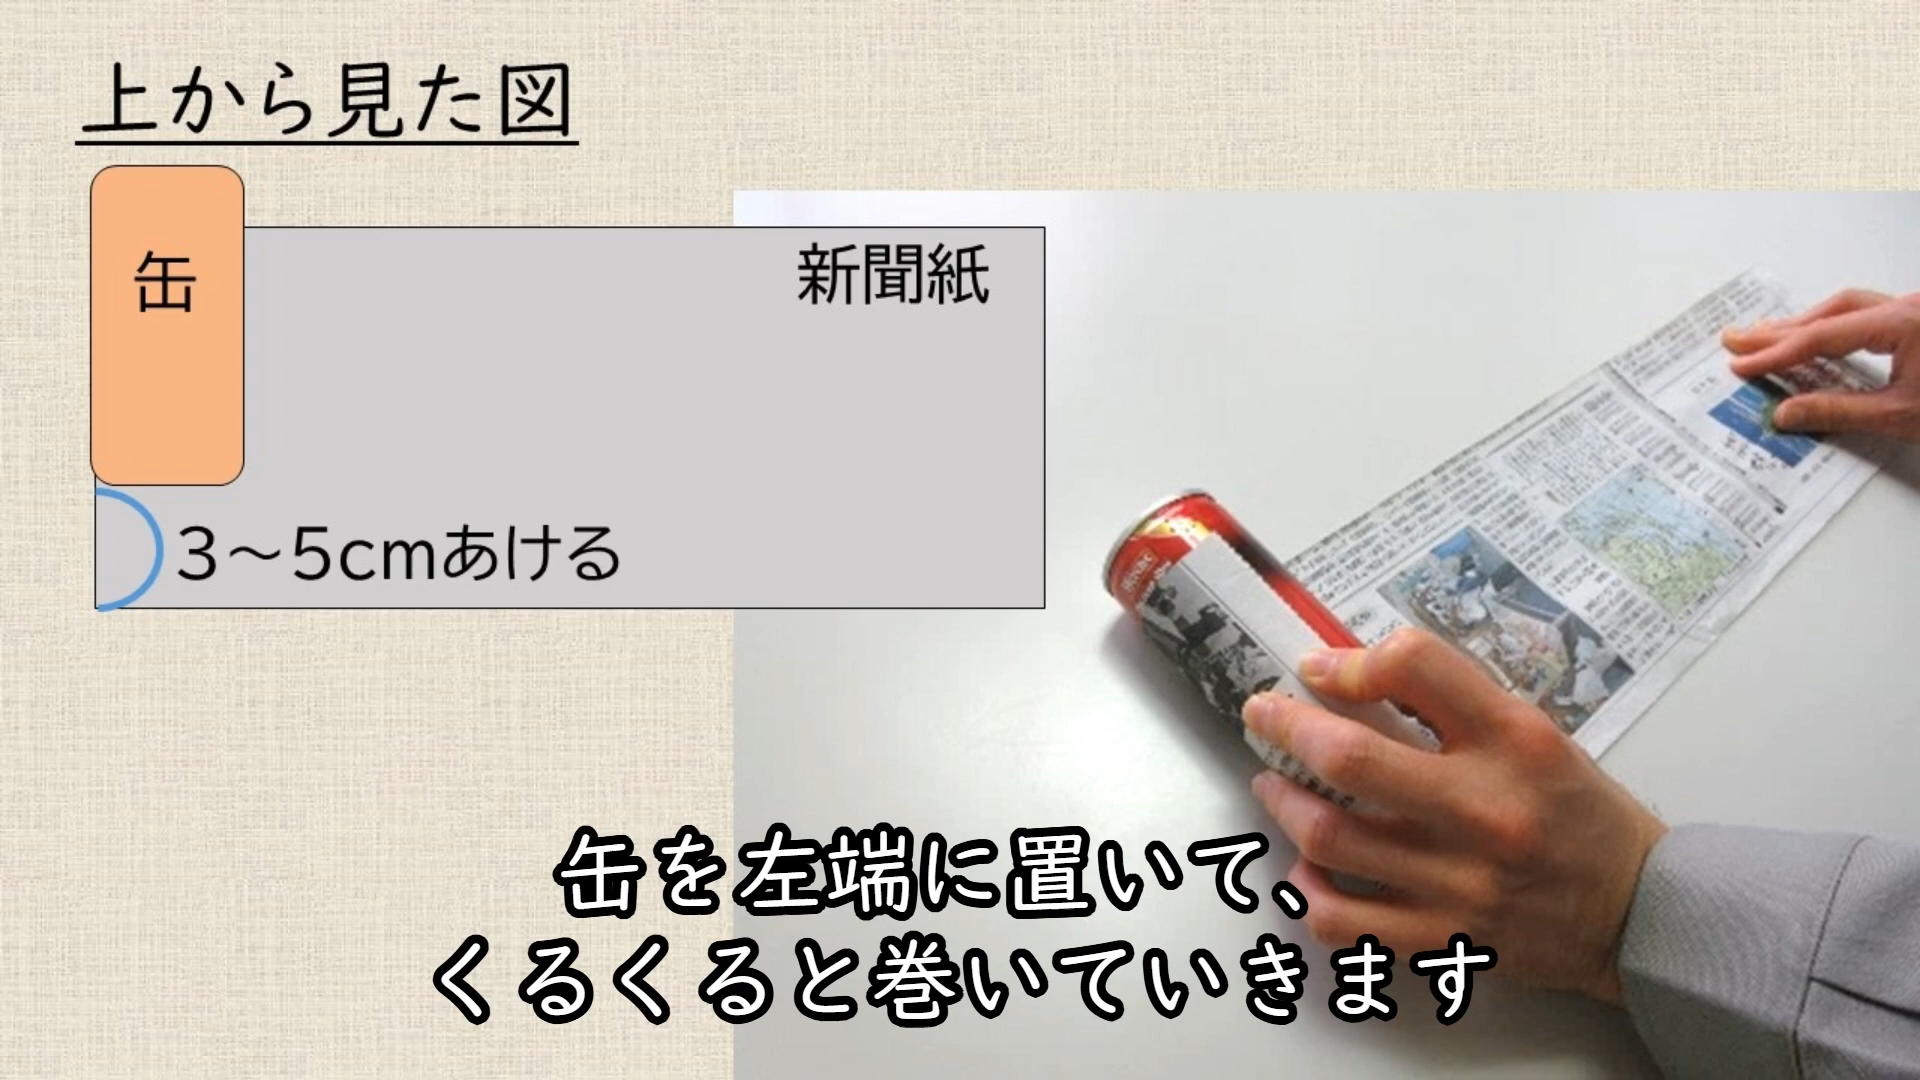 上から見た図
缶
新聞紙
3～5cmあける
缶を左端に置いて、
くるくると巻いていきます